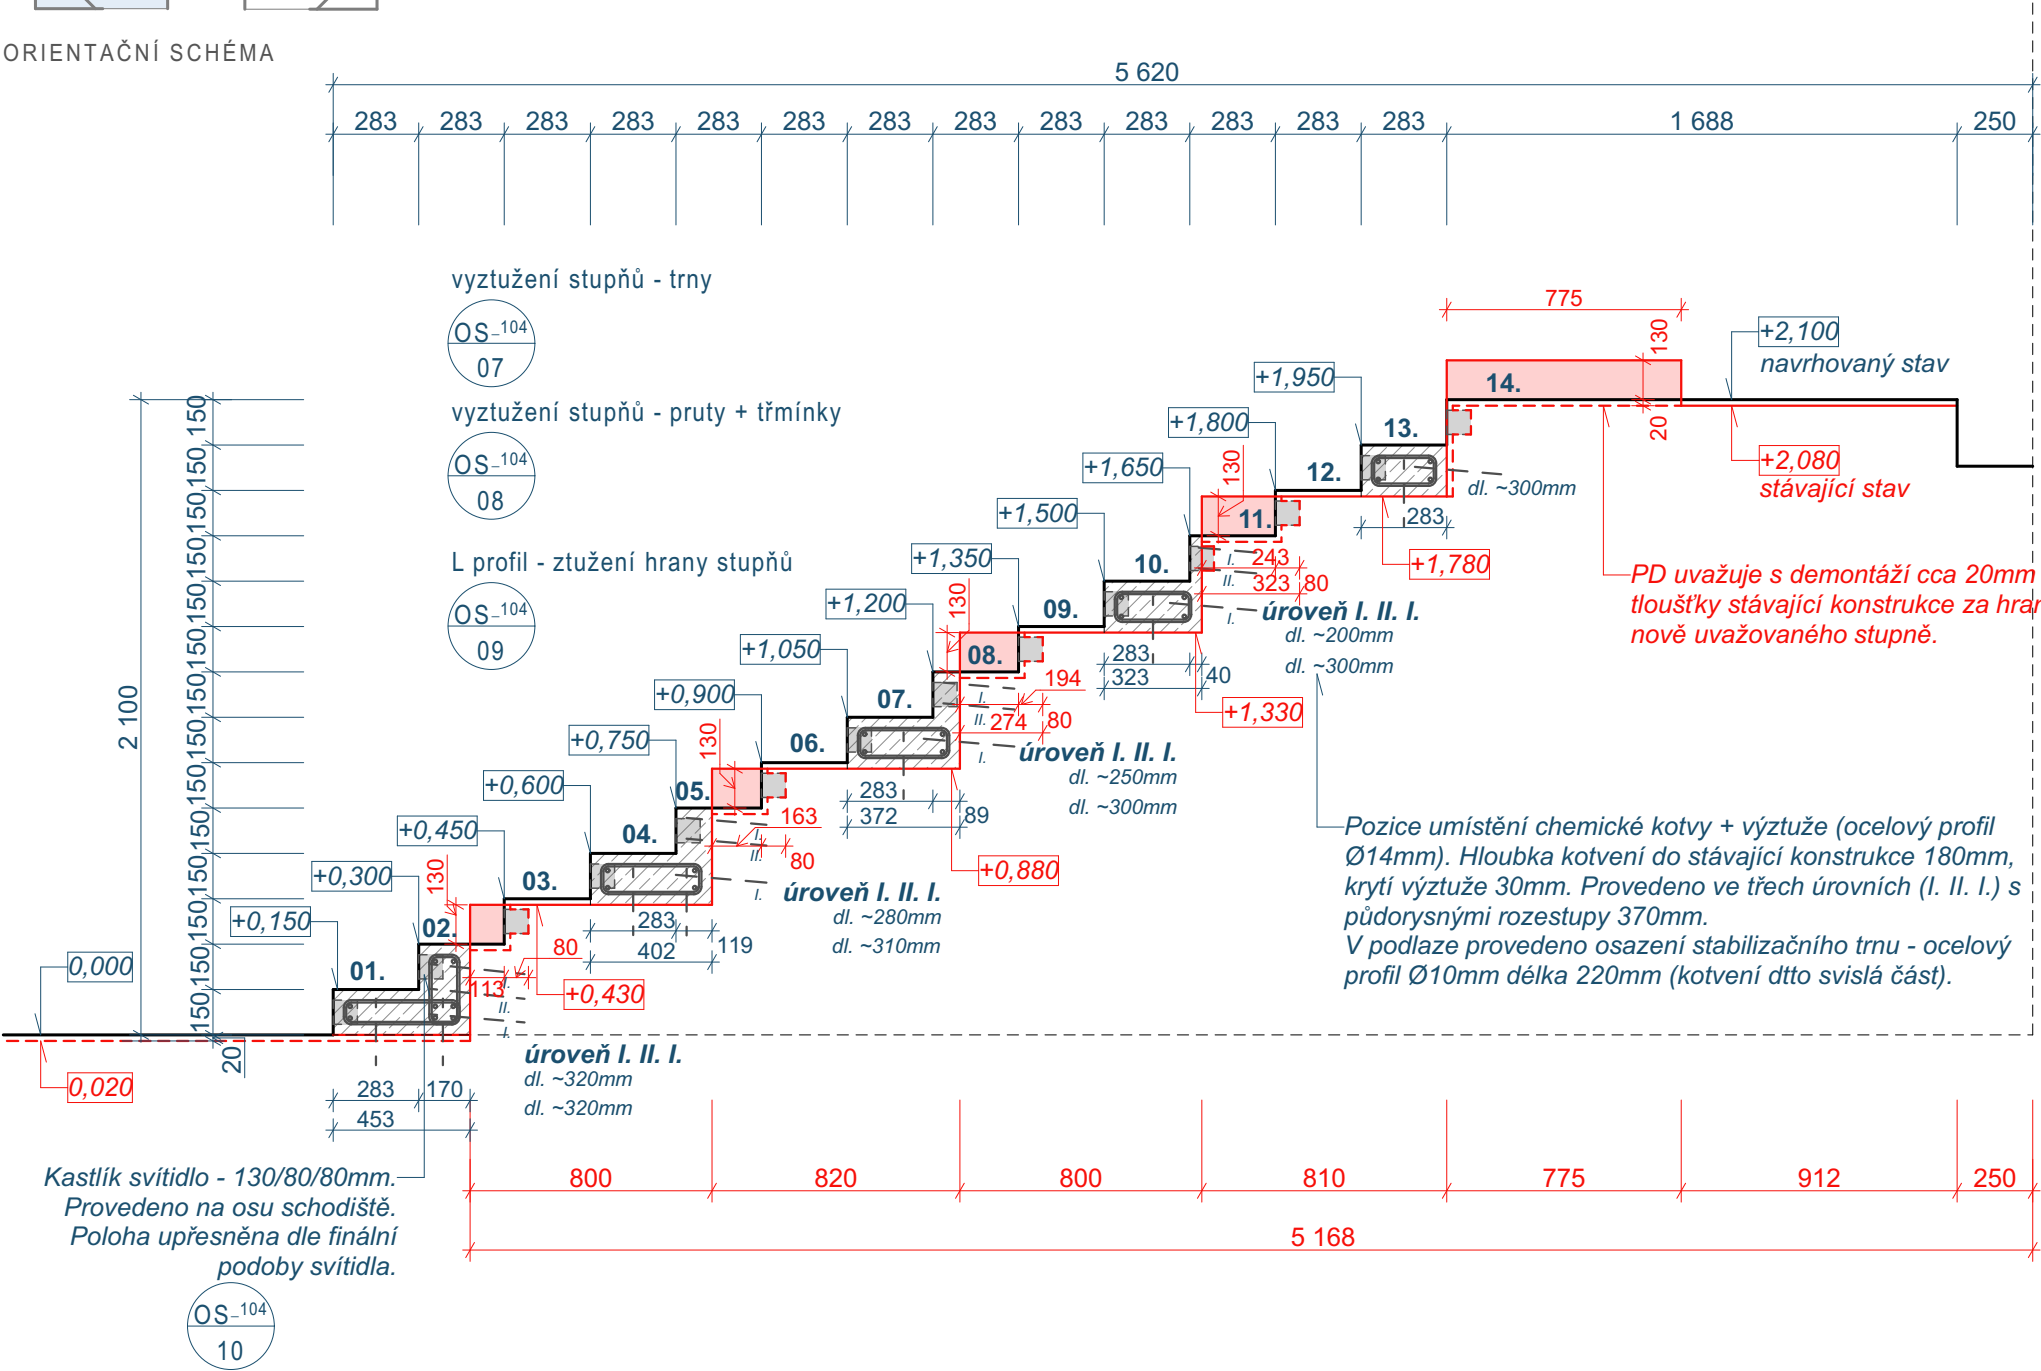 ORIENTAČNÍ SCHÉMA
5 620
283 283 283 283 283 283 283 283 283 283 283 283 283 1 688 250
vyztužení stupňů - trny
OS_104
07
vyztužení stupňů - pruty + třmínky
OS_104
08
L profil - ztužení hrany stupňů
OS_104
09
775
130
20
+2,100
navrhovaný stav
+2,080
stávající stav
14.
+1,950
13.
dl. ~300mm
283
+1,800
12.
+1,780
+1,650
130
11.
I.
243
II.
323
80
I.
+1,500
10.
úroveň I. II. I.
dl. ~200mm
dl. ~300mm
283
323
40
+1,330
PD uvažuje s demontáží cca 20mm
tloušťky stávající konstrukce za
nově uvažovaného stupně.
+1,350
09.
+1,200
130
08.
I.
194
II.
274
80
I.
+1,050
07.
úroveň I. II. I.
dl. ~250mm
dl. ~300mm
283
372
89
+0,880
+0,900
06.
+0,750
130
05.
I.
163
II.
80
I.
+0,600
04.
úroveň I. II. I.
dl. ~280mm
dl. ~310mm
283
402
119
+0,450
03.
+0,430
+0,300
130
02.
80
I.
113
II.
I.
+0,150
01.
úroveň I. II. I.
dl. ~320mm
dl. ~320mm
283 170
453
0,000
0,020
2 100
150 150 150 150 150 150 150 150 150 150 150 150 150 150
20
Pozice umístění chemické kotvy + výztuže (ocelový profil
Ø14mm). Hloubka kotvení do stávající konstrukce 180mm,
krytí výztuže 30mm. Provedeno ve třech úrovních (I. II. I.) s
půdorysnými rozestupy 370mm.
V podlaze provedeno osazení stabilizačního trnu - ocelový
profil Ø10mm délka 220mm (kotvení dtto svislá část).
Kastlík svítidlo - 130/80/80mm.
Provedeno na osu schodiště.
Poloha upřesněna dle finální
podoby svítidla.
OS_104
10
800 820 800 810 775 912 250
5 168